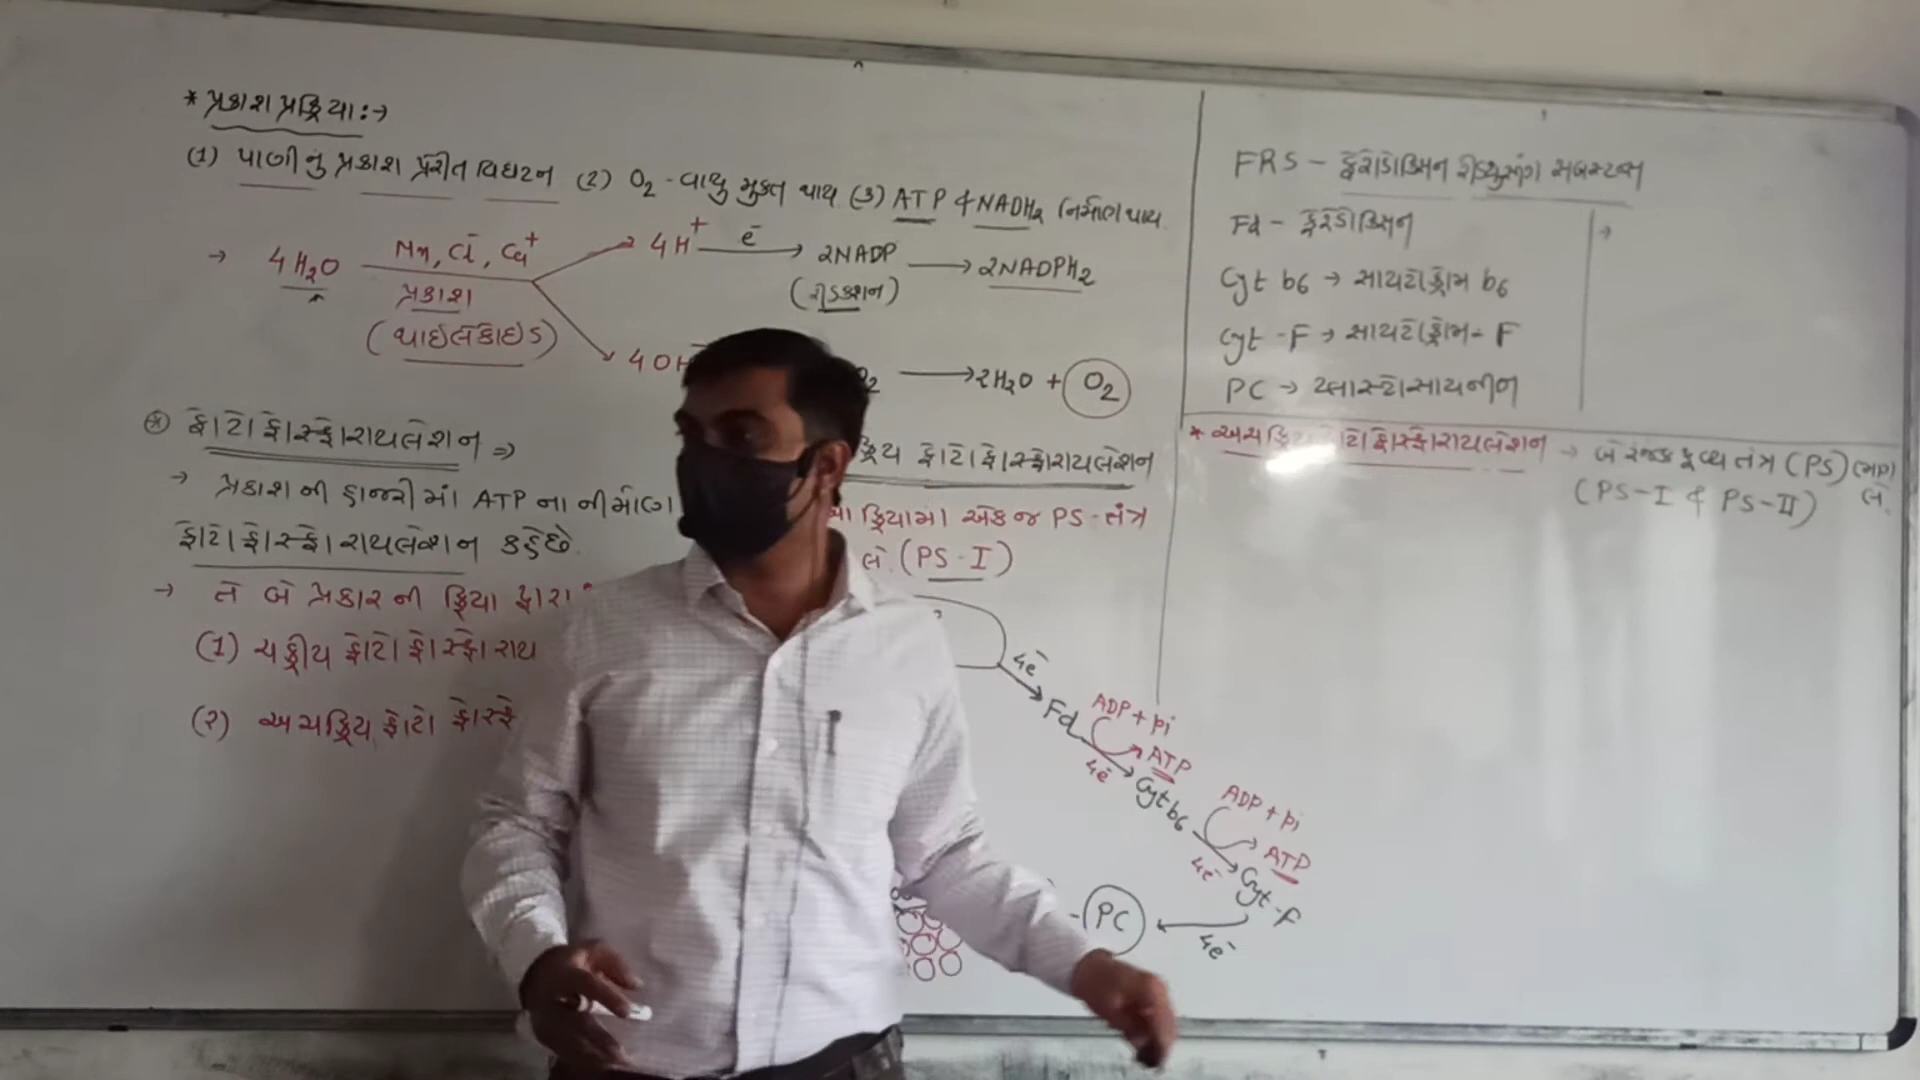 * પ્રકાશ પ્રક્રિયા :→
(1) પાણીનું પ્રકાશ પ્રેરીત વિઘટન (2) O₂ - વાયુ મુક્ત થાય (3) ATP & NADH₂ નિર્માણ થાય
→ 4H₂O
Mn, Cl⁻, Ca⁺
પ્રકાશ
(થાઇલેકોઇડ)
4H⁺ e⁻ → 2NADP → 2NADPH₂
(રીડક્શન)
4OH
→ 2H₂O + O₂
* ફોટોફોસ્ફોરાયલેશન ⇒
→ પ્રકાશ ની હાજરીમાં ATP ના નીર્માણ
ફોટોફોસ્ફોરાયલેશન કહેછે.
→ તે બે પ્રકાર ની ક્રિયા દ્વારા
(1) ચક્રીય ફોટોફોસ્ફોરાય
(2) અચક્રિય ફોટોફોસ્ફો
ક્રિય ફોટોફોસ્ફોરાયલેશન
ક્રિયામાં એક જ PS-તંત્ર
લે. (PS-I)
4e⁻
Fd
ADP + pi
ATP
4e⁻
Cyt b6
ADP + pi
ATP
4e⁻
Cyt-F
4e⁻
PC
FRS - ફેરેડોક્સિન રીડ્યુસીંગ સબસ્ટન્સ
Fd - ફેરેડોક્સિન
Cyt b6 → સાયટોક્રોમ b6
Cyt-F → સાયટોક્રોમ-F
PC → પ્લાસ્ટોસાયનીન
→
* અચક્રિય ફોટોફોસ્ફોરાયલેશન → બે રંજકદ્રવ્ય તંત્ર (PS) ભાગ લે.
(PS-I & PS-II)